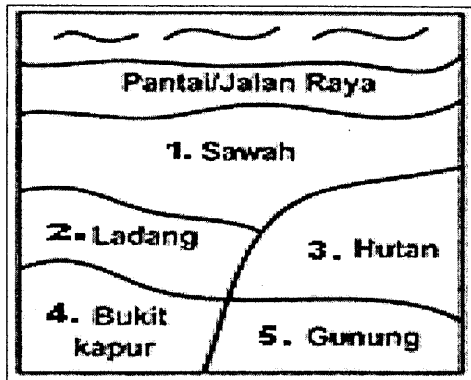 Pantai/Jalan Raya
1. Sawah
2. Ladang
3. Hutan
4. Bukit
kapur
5. Gunung